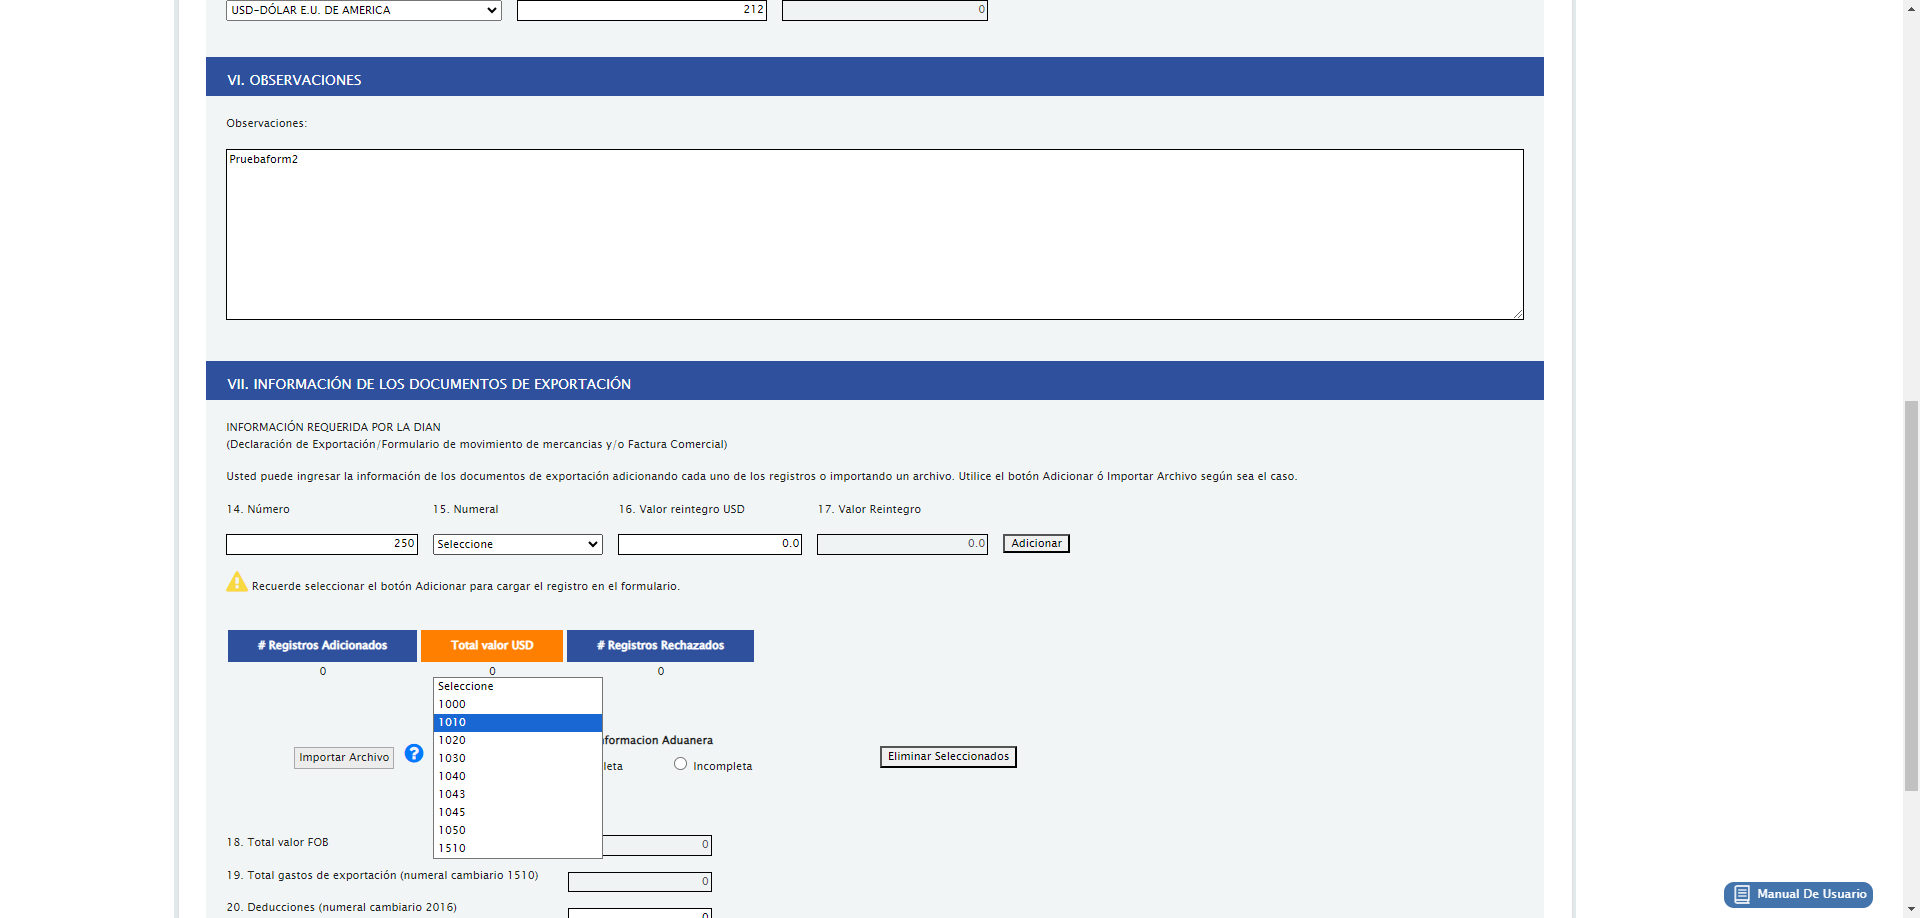 USD-DÓLAR E.U. DE AMERICA
212
0
VI. OBSERVACIONES
Observaciones:
Pruebaform2
VII. INFORMACIÓN DE LOS DOCUMENTOS DE EXPORTACIÓN
INFORMACIÓN REQUERIDA POR LA DIAN
(Declaración de Exportación/Formulario de movimiento de mercancias y/o Factura Comercial)
Usted puede ingresar la información de los documentos de exportación adicionando cada uno de los registros o importando un archivo. Utilice el botón Adicionar ó Importar Archivo según sea el caso.
14. Número
15. Numeral
16. Valor reintegro USD
17. Valor Reintegro
250
Seleccione
0.0
0.0
Adicionar
Recuerde seleccionar el botón Adicionar para cargar el registro en el formulario.
# Registros Adicionados
Total valor USD
# Registros Rechazados
0
0
0
Seleccione
1000
1010
1020
1030
1040
1043
1045
1050
1510
Importar Archivo
?
formacion Aduanera
leta
Incompleta
Eliminar Seleccionados
18. Total valor FOB
0
19. Total gastos de exportación (numeral cambiario 1510)
0
20. Deducciones (numeral cambiario 2016)
0
Manual De Usuario